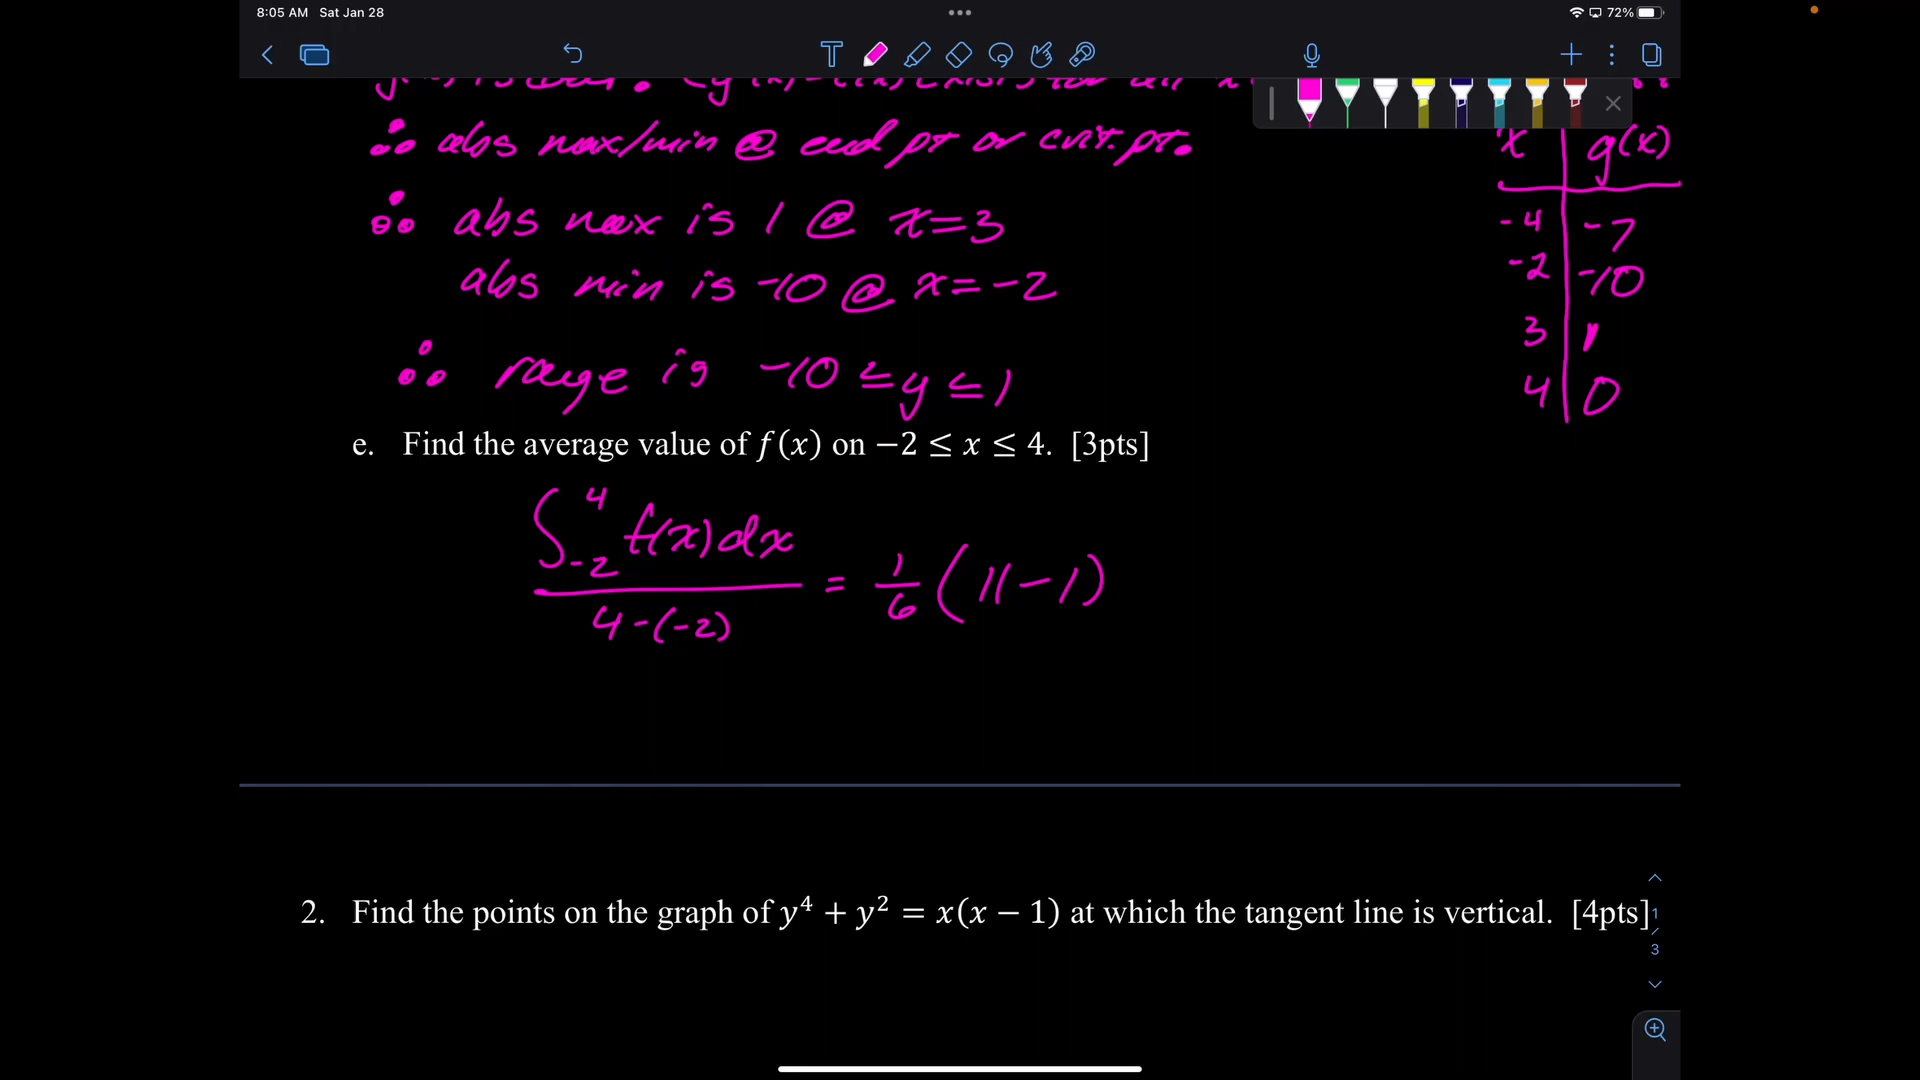 8:05 AM Sat Jan 28
72%
∴ abs max/min @ end pt or crit. pt.
∴ abs max is 1 @ x=3
abs min is -10 @ x=-2
∴ range is -10 ≤ y ≤ 1
x | g(x)
-4 | -7
-2 | -10
3 | 1
4 | 0
e. Find the average value of f(x) on −2 ≤ x ≤ 4. [3pts]
∫₋₂⁴ f(x)dx / 4-(-2) = 1/6 (11-1)
2. Find the points on the graph of y⁴ + y² = x(x − 1) at which the tangent line is vertical. [4pts]
1
/
3